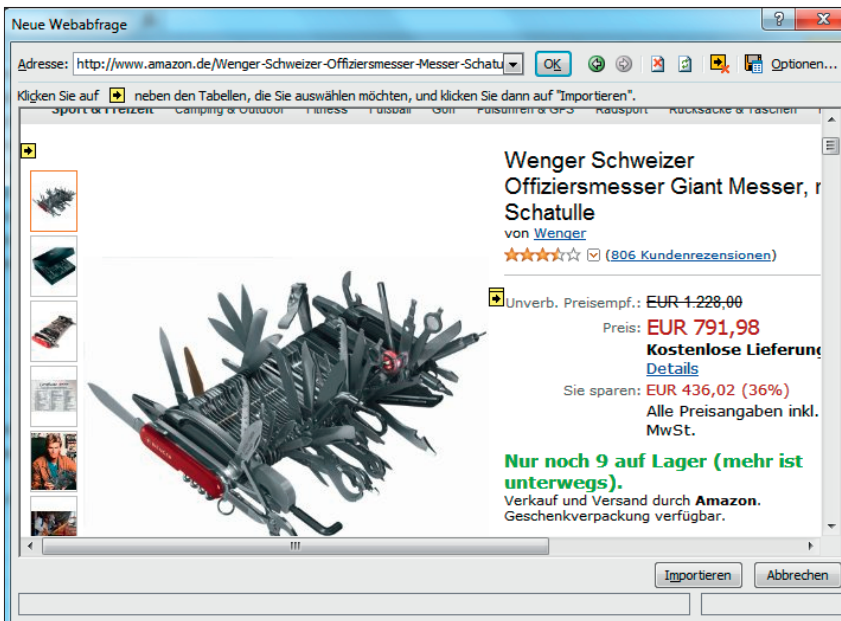 Neue Webabfrage
Adresse: http://www.amazon.de/Wenger-Schweizer-Offiziersmesser-Messer-Schatu OK Optionen...
Klicken Sie auf neben den Tabellen, die Sie auswählen möchten, und klicken Sie dann auf "Importieren".
Sport & Freizeit Camping & Outdoor Fitness Fußball Golf Pulsuhren & GPS Radsport Rucksäcke & Taschen
Wenger Schweizer
Offiziersmesser Giant Messer, r
Schatulle
von Wenger
(806 Kundenrezensionen)
Unverb. Preisempf.: EUR 1.228,00
Preis: EUR 791,98
Kostenlose Lieferung
Details
Sie sparen: EUR 436,02 (36%)
Alle Preisangaben inkl.
MwSt.
Nur noch 9 auf Lager (mehr ist
unterwegs).
Verkauf und Versand durch Amazon.
Geschenkverpackung verfügbar.
Importieren Abbrechen